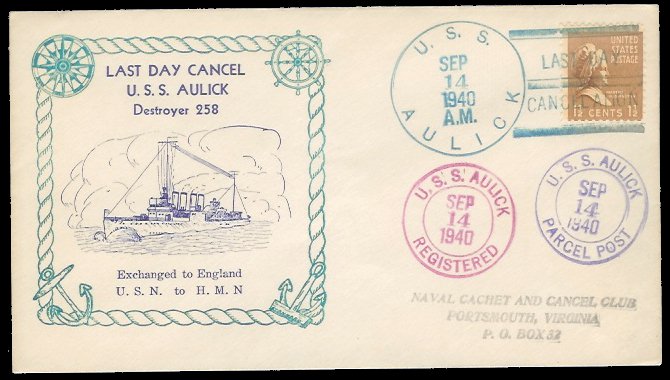 LAST DAY CANCEL
U. S. S. AULICK
Destroyer 258
Exchanged to England
U. S. N. to H. M. N
U. S. S.
SEP
14
1940
A.M.
AULICK
LAST DAY
CANCELLATION
UNITED
STATES
POSTAGE
1½ CENTS 1½
U. S. S. AULICK
SEP
14
1940
REGISTERED
U. S. S. AULICK
SEP
14
1940
PARCEL POST
NAVAL CACHET AND CANCEL CLUB
PORTSMOUTH, VIRGINIA
P. O. BOX 32